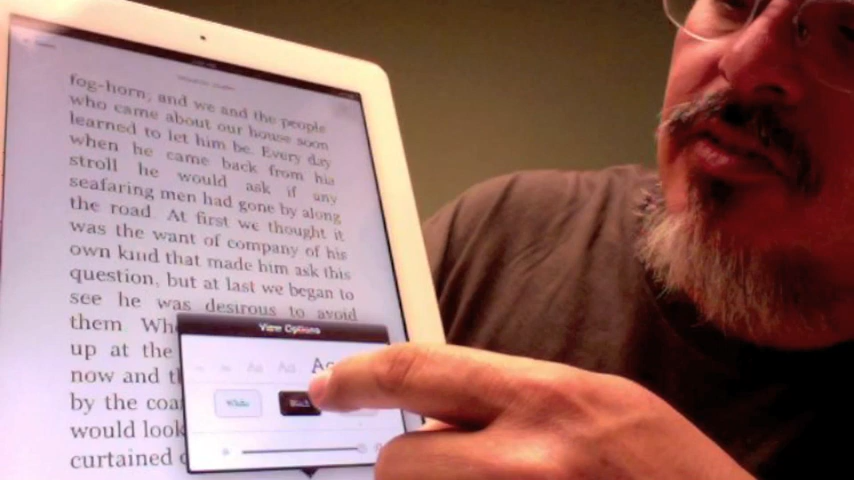 fog-horn; and we and the people
who came about our house soon
learned to let him be. Every day
when he came back from his
stroll he would ask if any
seafaring men had gone by along
the road. At first we thought it
was the want of company of his
own kind that made him ask this
question, but at last we began to
see he was desirous to avoid
them. Wh
up at the
now and t
by the coa
would look
curtained
View Options
Aa Aa Aa
White